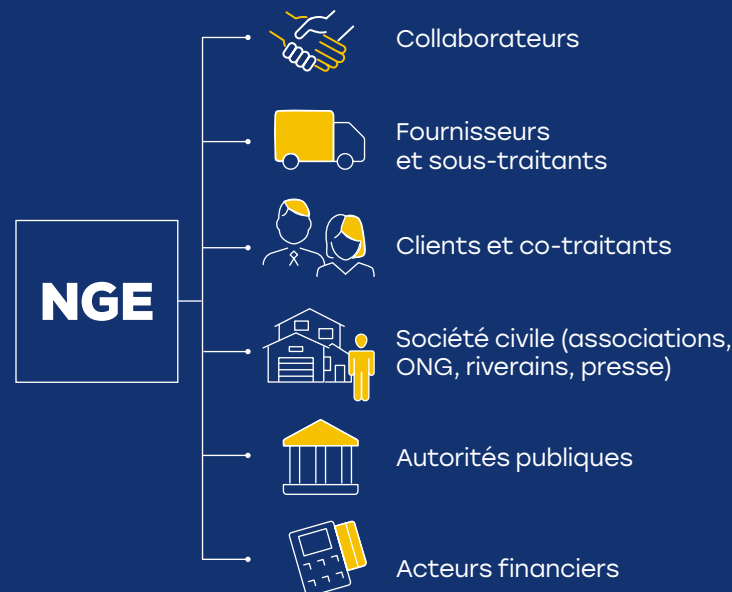 NGE
Collaborateurs
Fournisseurs
et sous-traitants
Clients et co-traitants
Société civile (associations,
ONG, riverains, presse)
Autorités publiques
Acteurs financiers